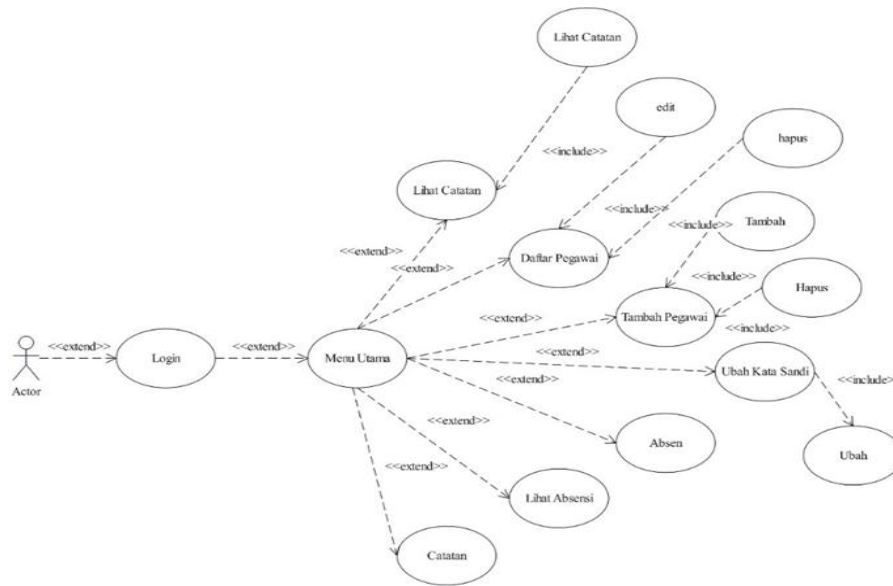 Lihat Catatan
edit
hapus
<<include>>
Lihat Catatan
<<include>>
Tambah
<<include>>
<<extend>>
Daftar Pegawai
<<extend>>
<<include>>
Hapus
<<extend>>
Tambah Pegawai
<<include>>
<<extend>>
<<extend>>
<<extend>>
Login
Menu Utama
Ubah Kata Sandi
<<extend>>
<<include>>
Actor
<<extend>>
Absen
Ubah
<<extend>>
Lihat Absensi
<<extend>>
Catatan